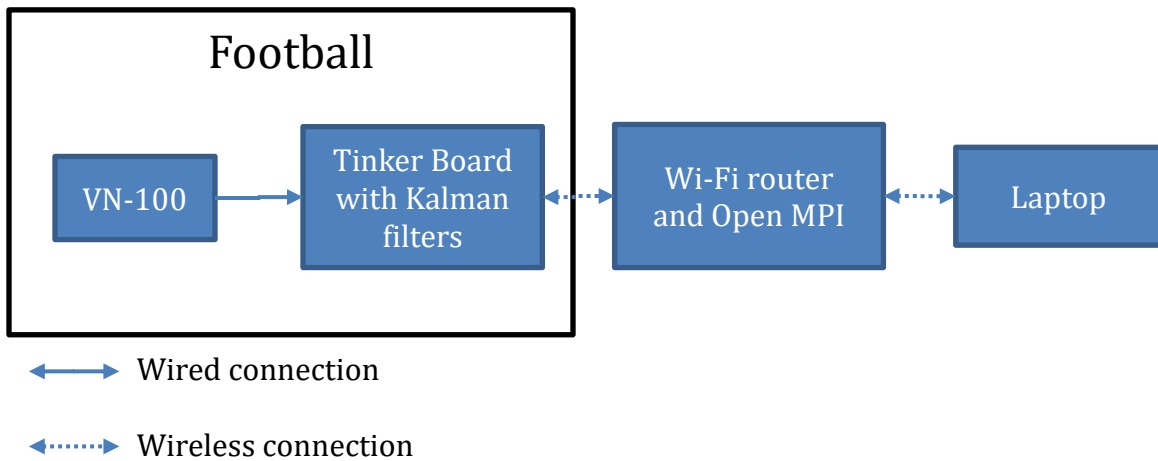 Football
VN-100
Tinker Board
with Kalman
filters
Wi-Fi router
and Open MPI
Laptop
Wired connection
Wireless connection